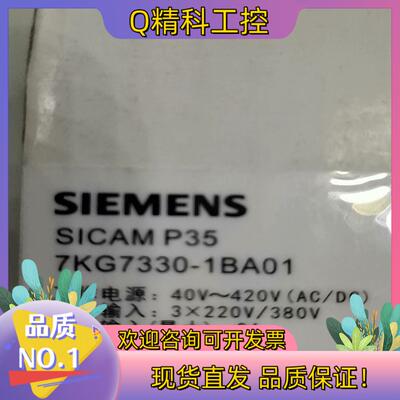 Q精科工控
SIEMENS
SICAM P35
7KG7330-1BA01
电源: 40V～420V(AC/DC)
输入: 3×220V/380V
品质
NO.1
欢迎咨询可开发票
现货直发 品质保证!